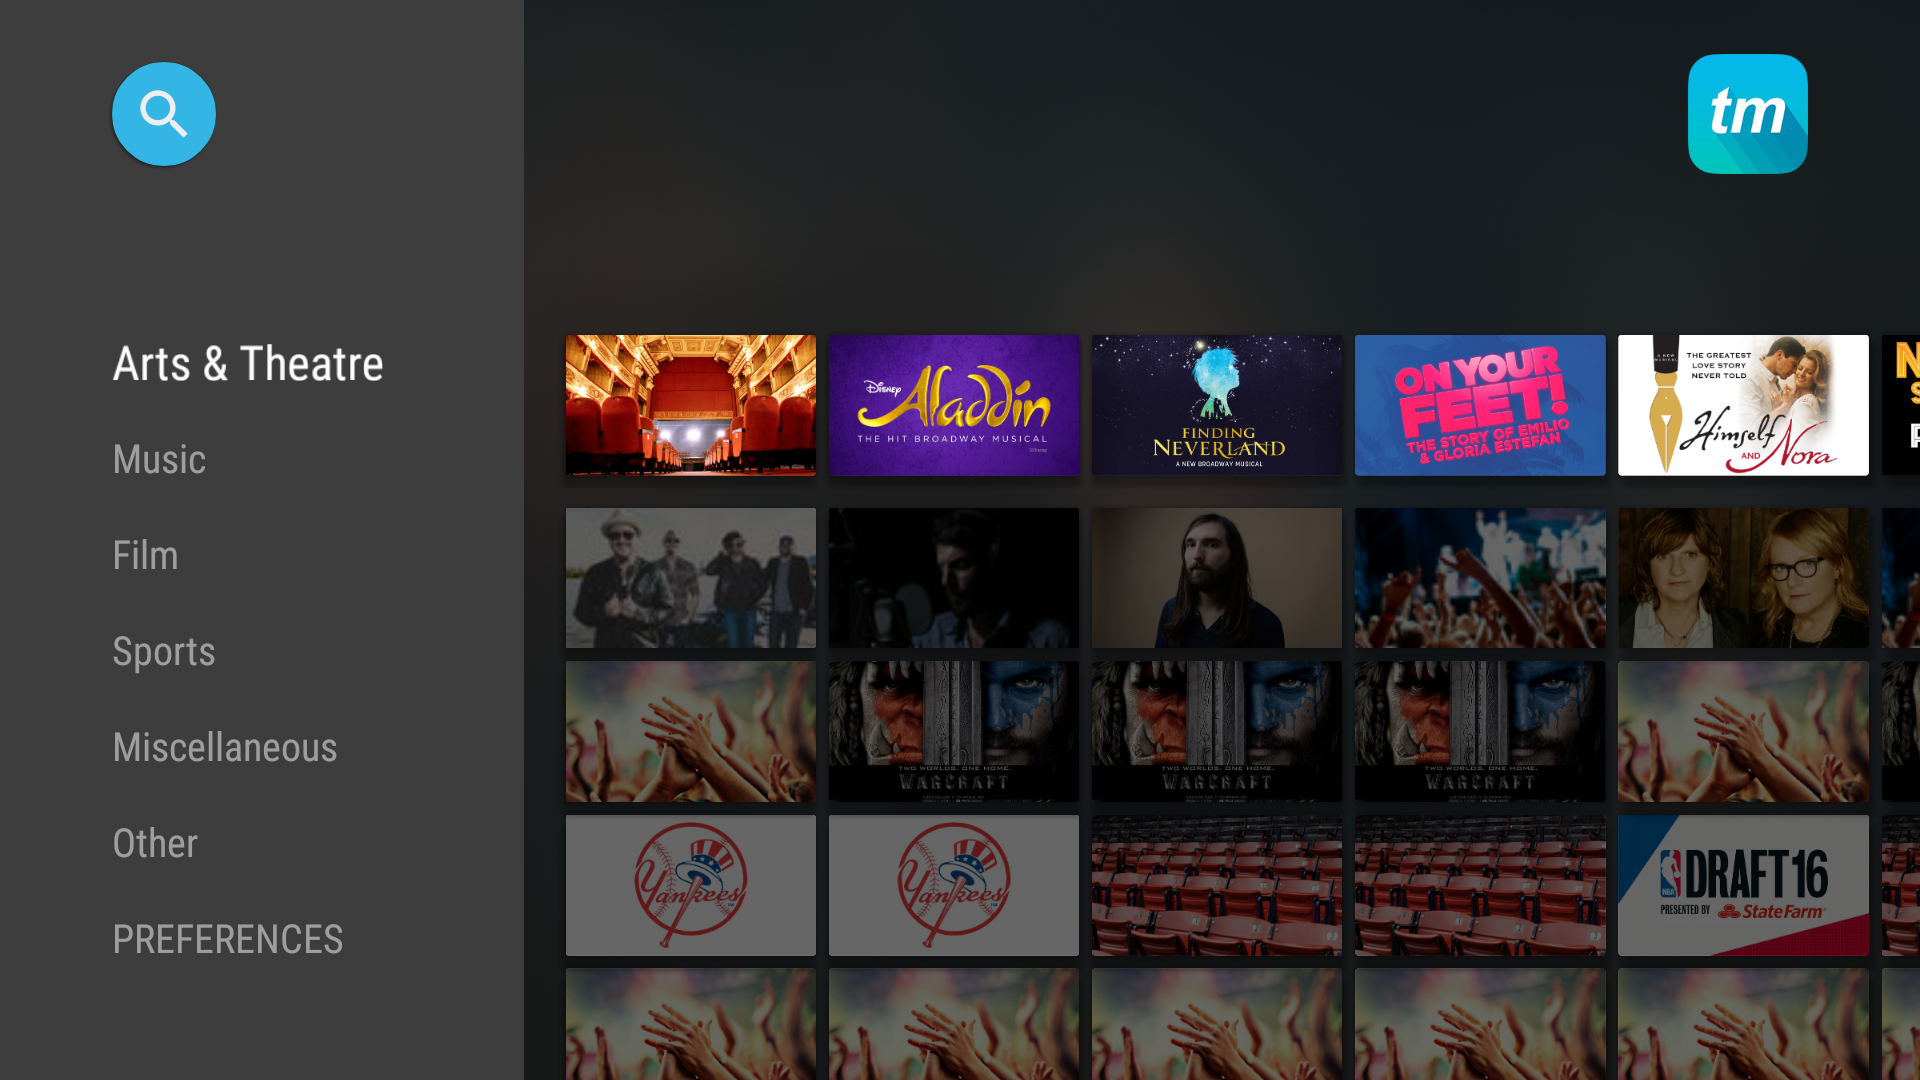 tm
Arts & Theatre
Music
Film
Sports
Miscellaneous
Other
PREFERENCES
DISNEY
Aladdin
THE HIT BROADWAY MUSICAL
FINDING
NEVERLAND
A NEW BROADWAY MUSICAL
ON YOUR
FEET!
THE STORY OF EMILIO
& GLORIA ESTEFAN
A NEW
MUSICAL
THE GREATEST
LOVE STORY
NEVER TOLD
Himself
AND Nora
TWO WORLDS. ONE HOME.
WARCRAFT
TWO WORLDS. ONE HOME.
WARCRAFT
TWO WORLDS. ONE HOME.
WARCRAFT
Yankees
Yankees
NBA
DRAFT16
PRESENTED BY StateFarm